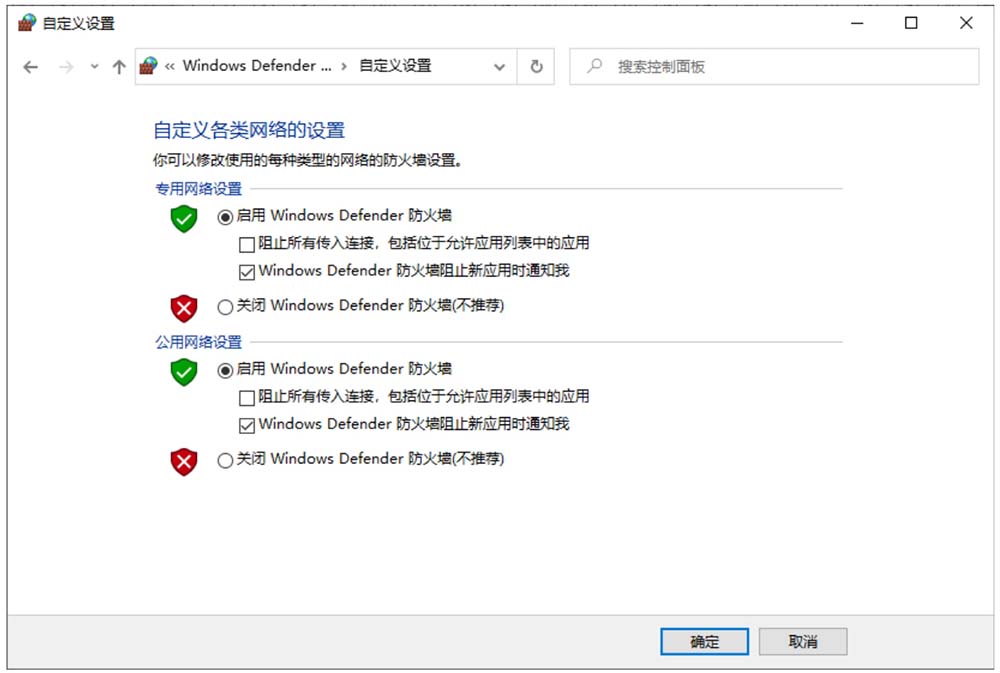 自定义设置
« Windows Defender ... › 自定义设置
搜索控制面板
自定义各类网络的设置
你可以修改使用的每种类型的网络的防火墙设置。
专用网络设置
启用 Windows Defender 防火墙
阻止所有传入连接，包括位于允许应用列表中的应用
Windows Defender 防火墙阻止新应用时通知我
关闭 Windows Defender 防火墙(不推荐)
公用网络设置
启用 Windows Defender 防火墙
阻止所有传入连接，包括位于允许应用列表中的应用
Windows Defender 防火墙阻止新应用时通知我
关闭 Windows Defender 防火墙(不推荐)
确定
取消